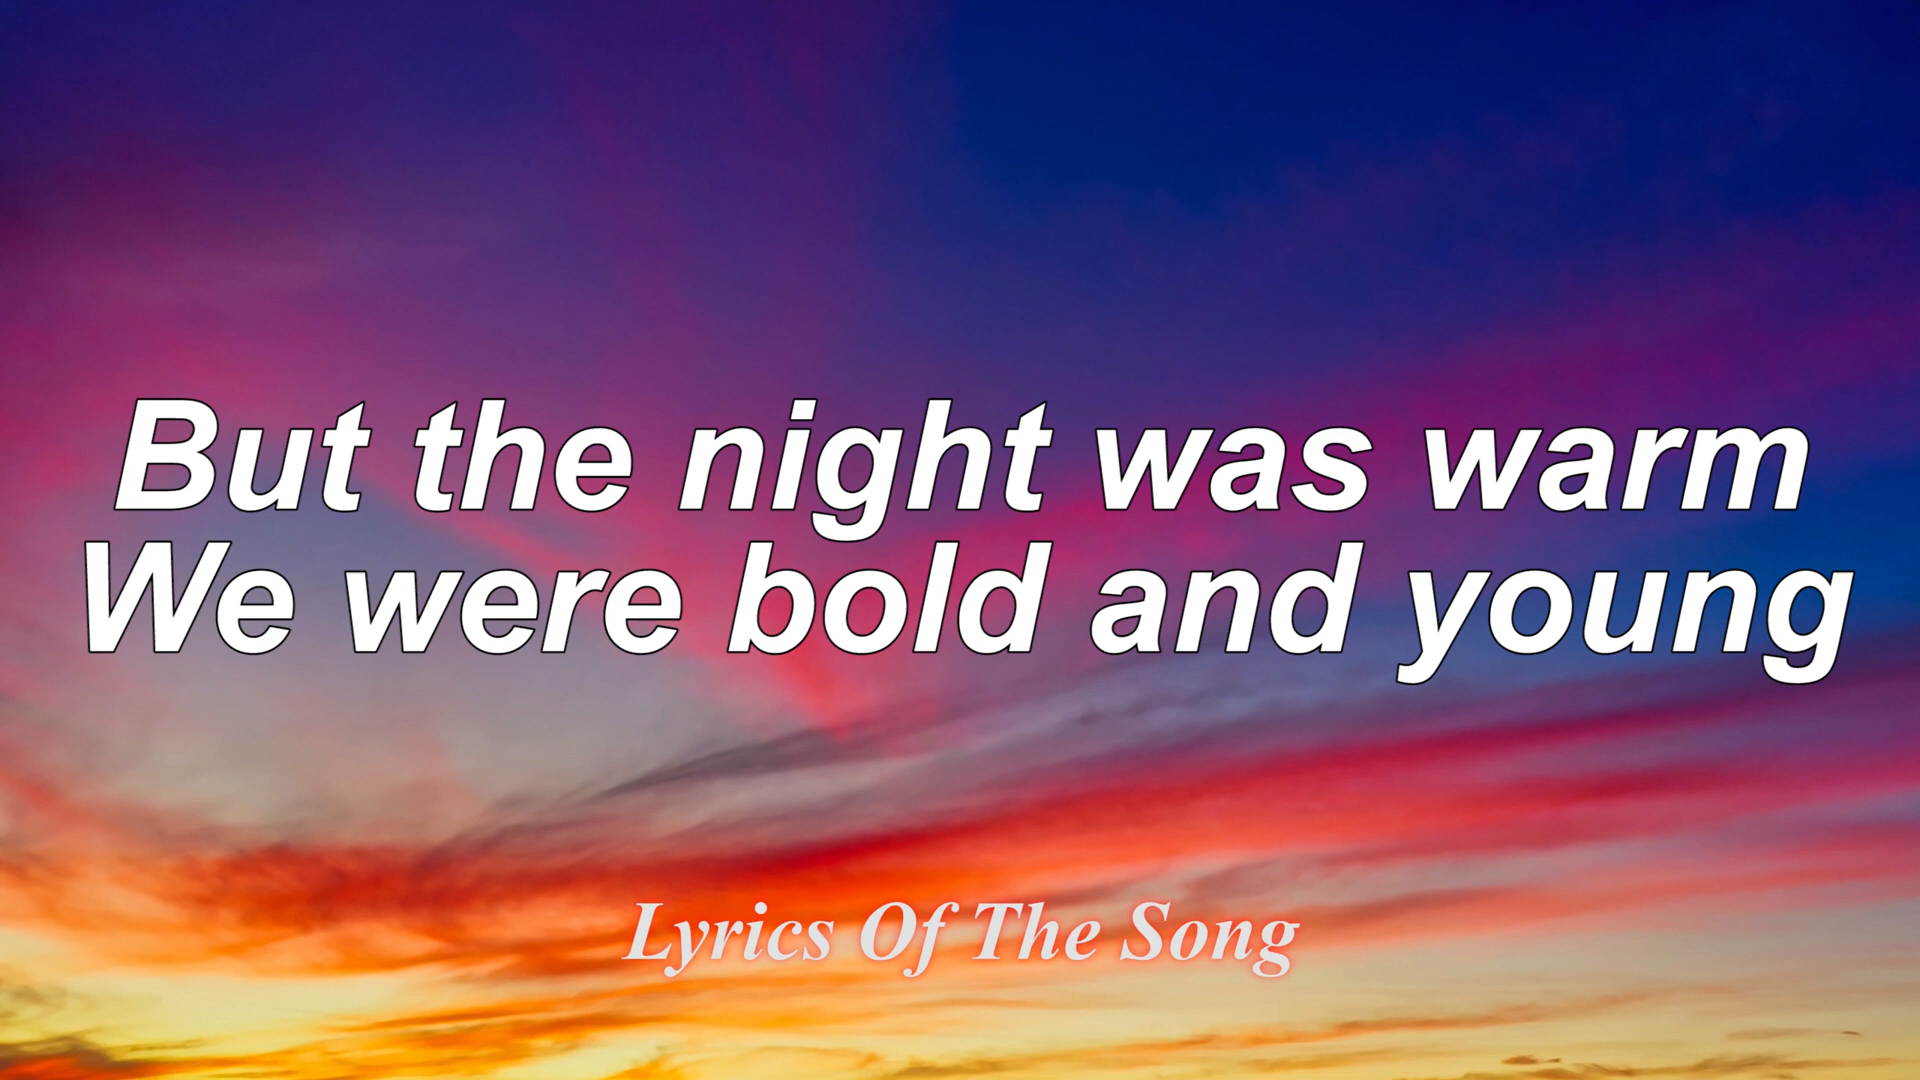 But the night was warm
We were bold and young
Lyrics Of The Song